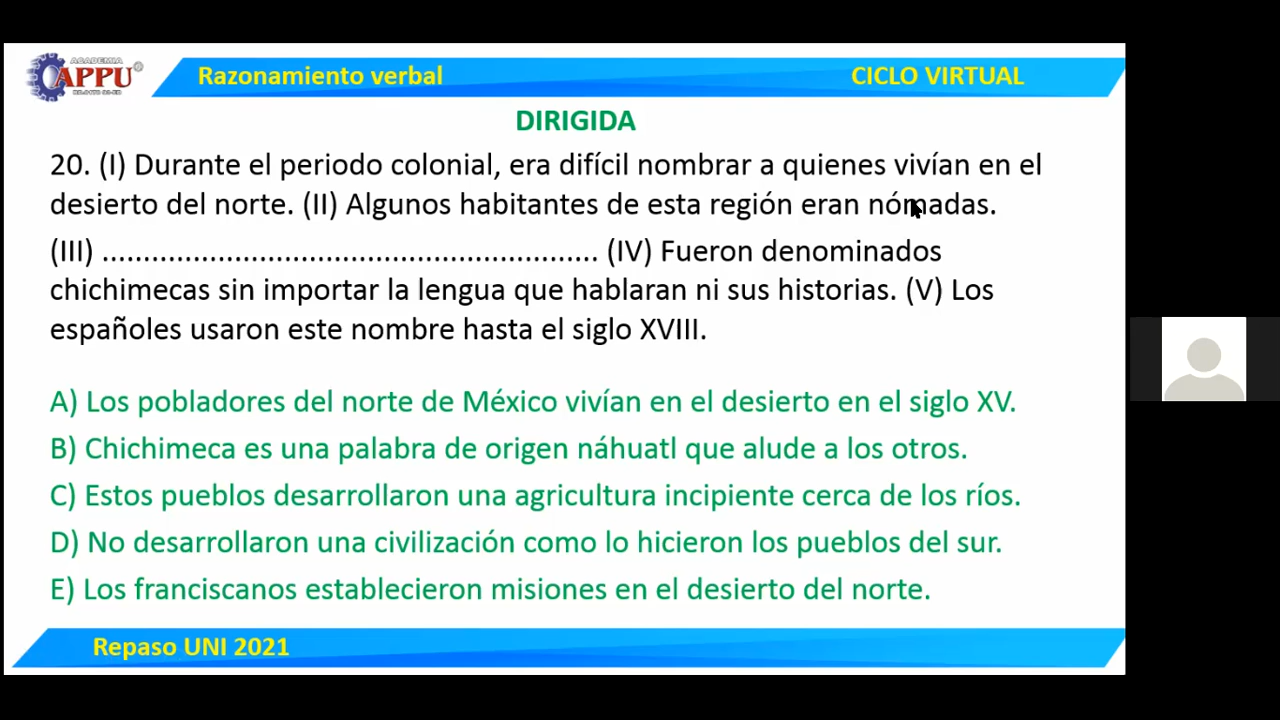 ACADEMIA
APPU
Razonamiento verbal
CICLO VIRTUAL
DIRIGIDA
20. (I) Durante el periodo colonial, era difícil nombrar a quienes vivían en el
desierto del norte. (II) Algunos habitantes de esta región eran nómadas.
(III) ............................................................ (IV) Fueron denominados
chichimecas sin importar la lengua que hablaran ni sus historias. (V) Los
españoles usaron este nombre hasta el siglo XVIII.
A) Los pobladores del norte de México vivían en el desierto en el siglo XV.
B) Chichimeca es una palabra de origen náhuatl que alude a los otros.
C) Estos pueblos desarrollaron una agricultura incipiente cerca de los ríos.
D) No desarrollaron una civilización como lo hicieron los pueblos del sur.
E) Los franciscanos establecieron misiones en el desierto del norte.
Repaso UNI 2021